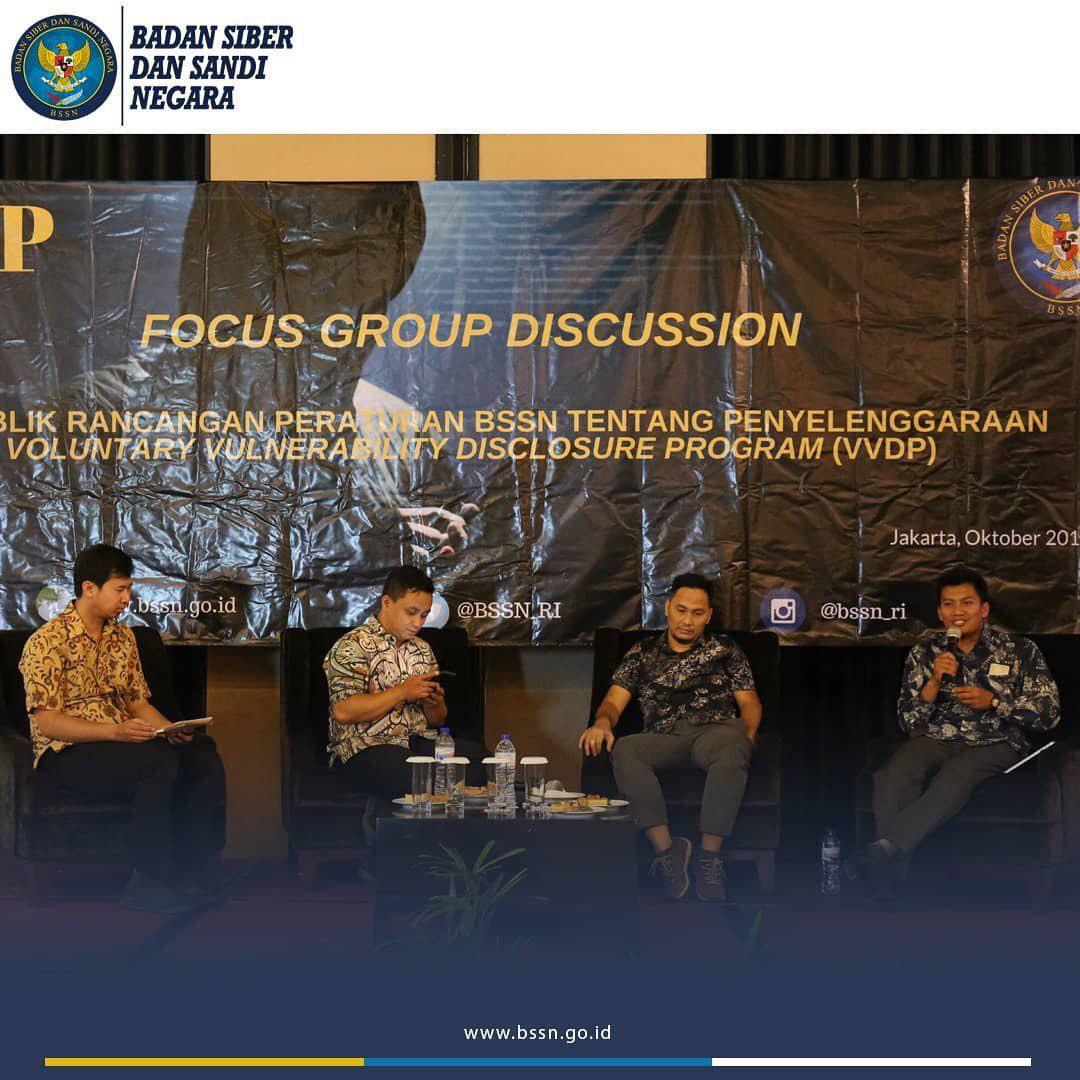 BADAN SIBER DAN SANDI NEGARA
BSSN
BADAN SIBER
DAN SANDI
NEGARA
P
BADAN SIBER DAN
BSSN
FOCUS GROUP DISCUSSION
BLIK RANCANGAN PERATURAN BSSN TENTANG PENYELENGGARAAN
VOLUNTARY VULNERABILITY DISCLOSURE PROGRAM (VVDP)
Jakarta, Oktober 201
.bssn.go.id
@BSSN_RI
@bssn_ri
www.bssn.go.id